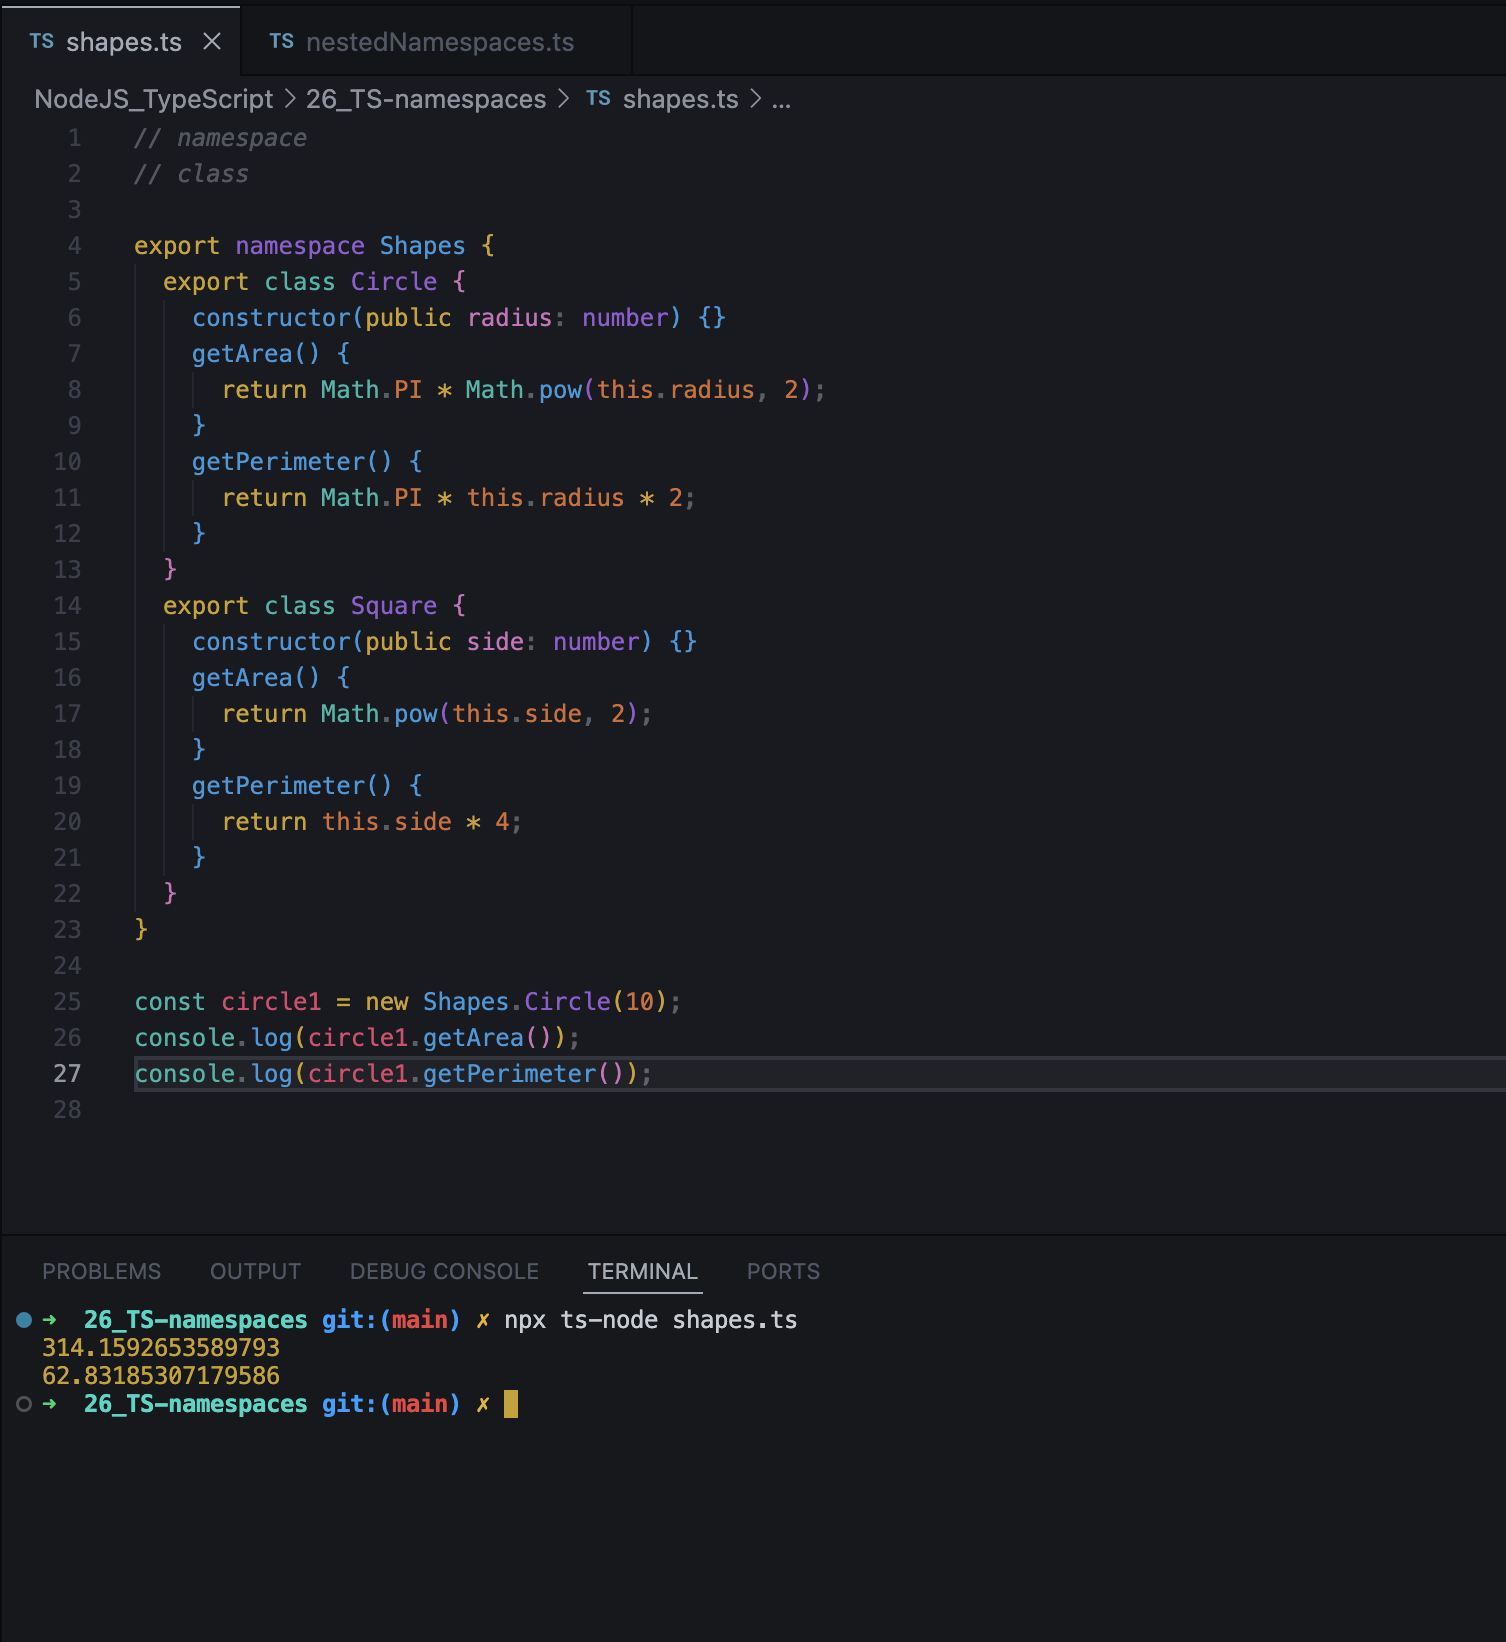 TS shapes.ts × TS nestedNamespaces.ts
NodeJS_TypeScript > 26_TS-namespaces > TS shapes.ts > ...
1 // namespace
2 // class
3
4 export namespace Shapes {
5   export class Circle {
6     constructor(public radius: number) {}
7     getArea() {
8       return Math.PI * Math.pow(this.radius, 2);
9     }
10     getPerimeter() {
11       return Math.PI * this.radius * 2;
12     }
13   }
14   export class Square {
15     constructor(public side: number) {}
16     getArea() {
17       return Math.pow(this.side, 2);
18     }
19     getPerimeter() {
20       return this.side * 4;
21     }
22   }
23 }
24
25 const circle1 = new Shapes.Circle(10);
26 console.log(circle1.getArea());
27 console.log(circle1.getPerimeter());
28
PROBLEMS OUTPUT DEBUG CONSOLE TERMINAL PORTS
➜ 26_TS-namespaces git:(main) ✗ npx ts-node shapes.ts
314.1592653589793
62.83185307179586
➜ 26_TS-namespaces git:(main) ✗